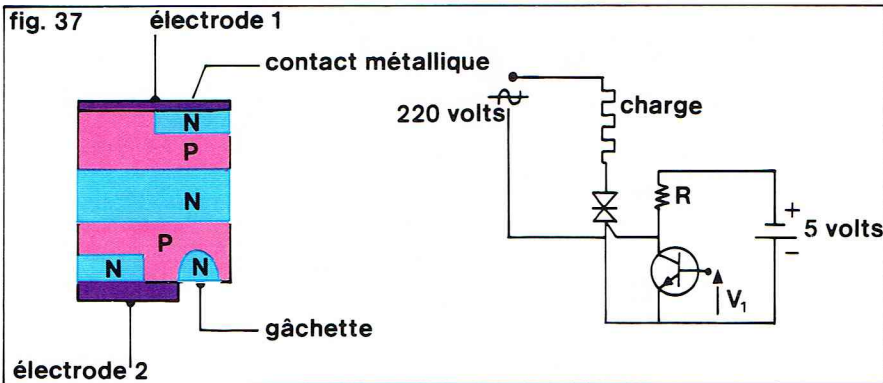 fig. 37
électrode 1
contact métallique
N
P
N
P
N
N
gâchette
électrode 2
220 volts
charge
R
+
5 volts
–
V₁